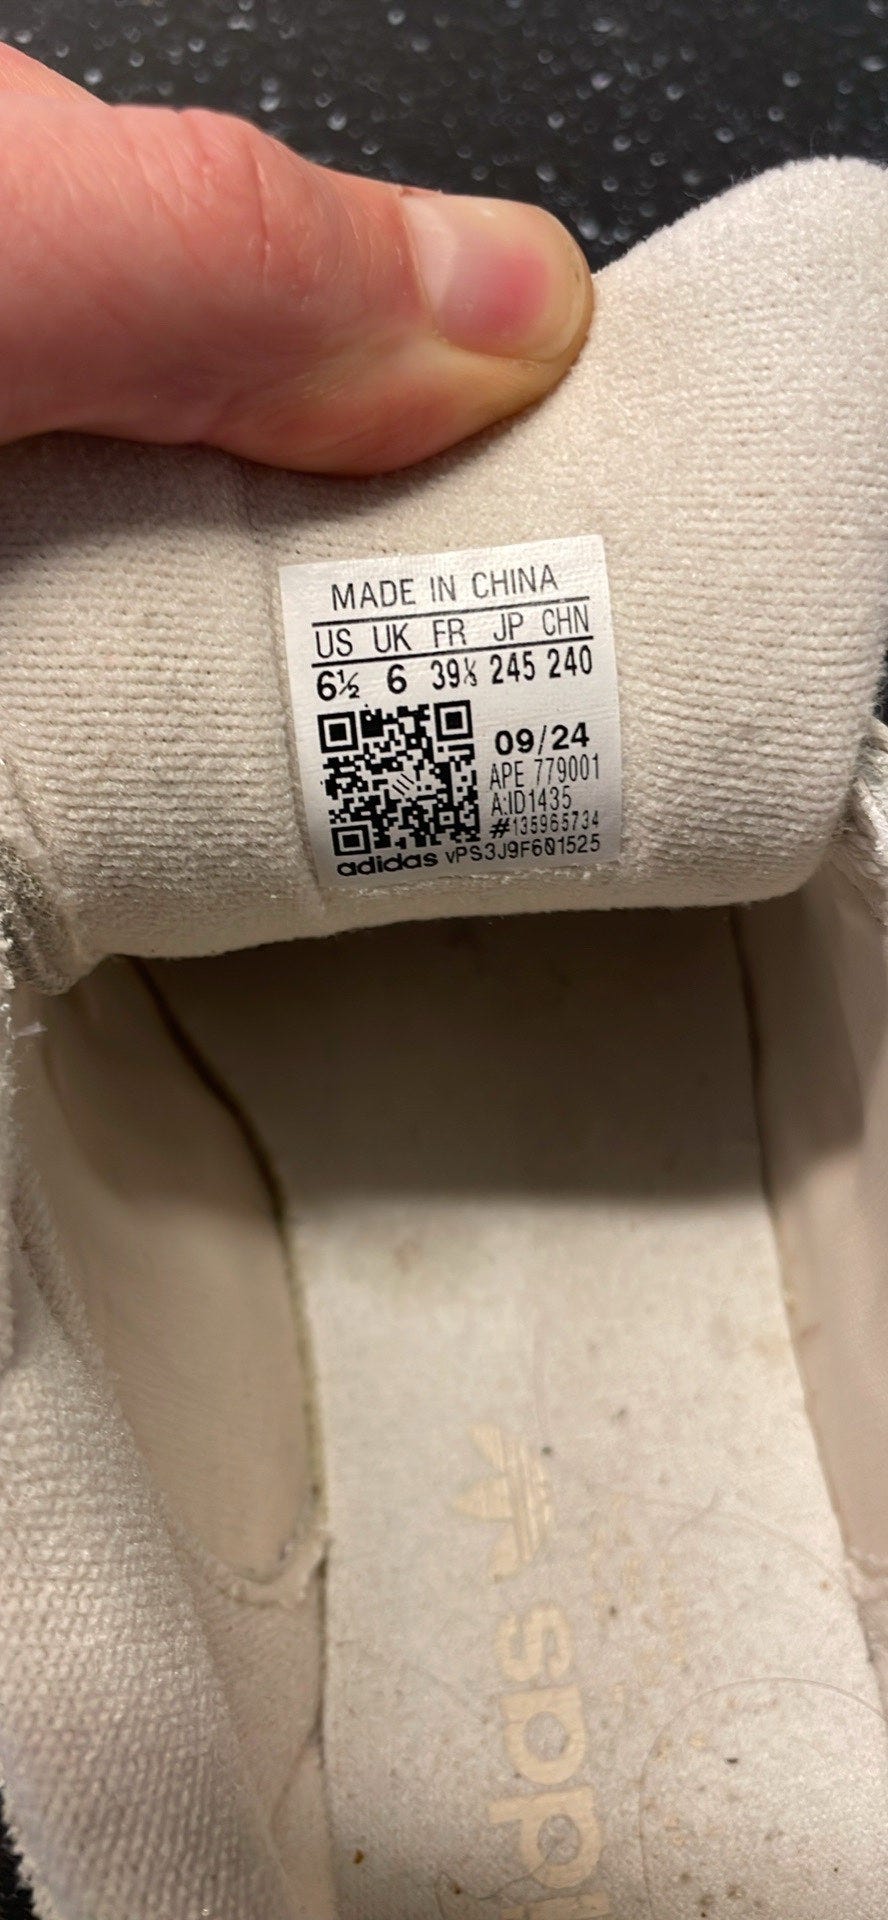 MADE IN CHINA
US UK FR JP CHN
6½ 6 39⅓ 245 240
09/24
APE 779001
A:ID1435
#135965734
adidas vPS3J9F601525
adidas